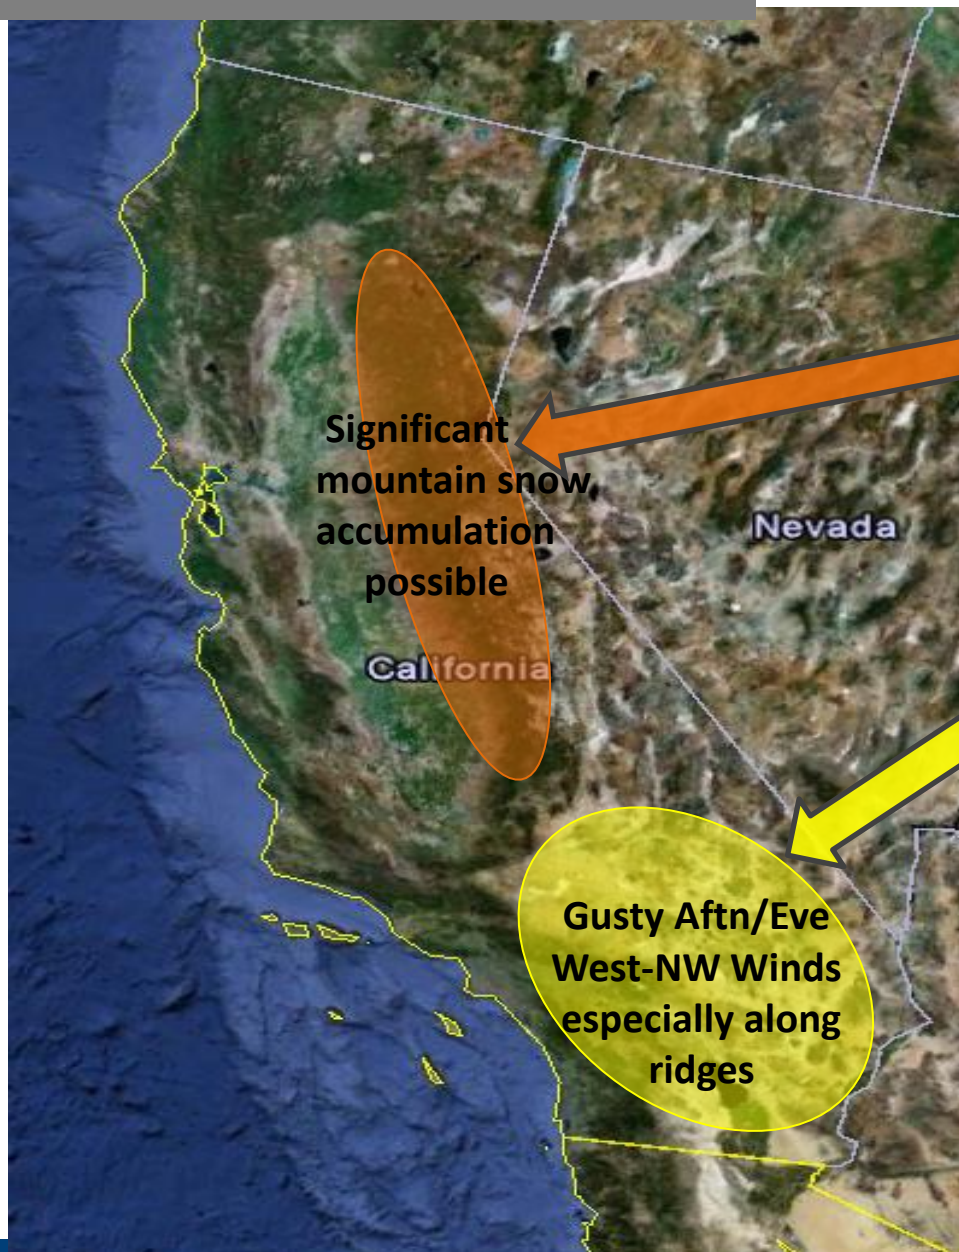 Significant
mountain snow
accumulation
possible
Nevada
California
Gusty Aftn/Eve
West-NW Winds
especially along
ridges